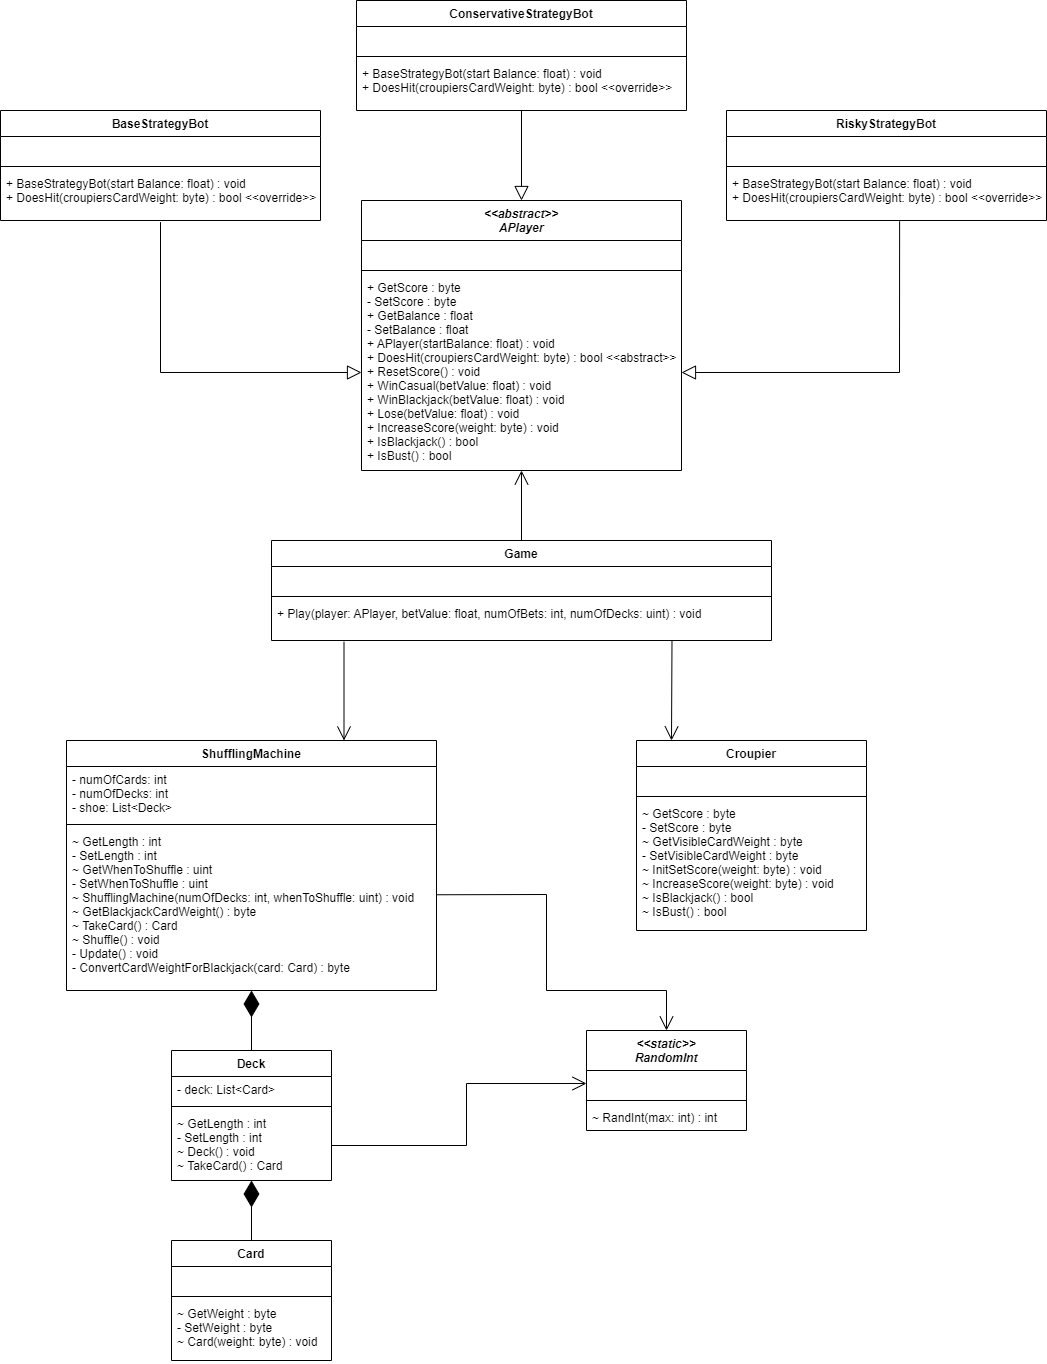 ConservativeStrategyBot
+ BaseStrategyBot(start Balance: float) : void
+ DoesHit(croupiersCardWeight: byte) : bool <<override>>
BaseStrategyBot
+ BaseStrategyBot(start Balance: float) : void
+ DoesHit(croupiersCardWeight: byte) : bool <<override>>
RiskyStrategyBot
+ BaseStrategyBot(start Balance: float) : void
+ DoesHit(croupiersCardWeight: byte) : bool <<override>>
<<abstract>>
APlayer
+ GetScore : byte
- SetScore : byte
+ GetBalance : float
- SetBalance : float
+ APlayer(startBalance: float) : void
+ DoesHit(croupiersCardWeight: byte) : bool <<abstract>>
+ ResetScore() : void
+ WinCasual(betValue: float) : void
+ WinBlackjack(betValue: float) : void
+ Lose(betValue: float) : void
+ IncreaseScore(weight: byte) : void
+ IsBlackjack() : bool
+ IsBust() : bool
Game
+ Play(player: APlayer, betValue: float, numOfBets: int, numOfDecks: uint) : void
ShufflingMachine
- numOfCards: int
- numOfDecks: int
- shoe: List<Deck>
~ GetLength : int
- SetLength : int
~ GetWhenToShuffle : uint
- SetWhenToShuffle : uint
~ ShufflingMachine(numOfDecks: int, whenToShuffle: uint) : void
~ GetBlackjackCardWeight() : byte
~ TakeCard() : Card
~ Shuffle() : void
- Update() : void
- ConvertCardWeightForBlackjack(card: Card) : byte
Croupier
~ GetScore : byte
- SetScore : byte
~ GetVisibleCardWeight : byte
- SetVisibleCardWeight : byte
~ InitSetScore(weight: byte) : void
~ IncreaseScore(weight: byte) : void
~ IsBlackjack() : bool
~ IsBust() : bool
<<static>>
RandomInt
~ RandInt(max: int) : int
Deck
- deck: List<Card>
~ GetLength : int
- SetLength : int
~ Deck() : void
~ TakeCard() : Card
Card
~ GetWeight : byte
- SetWeight : byte
~ Card(weight: byte) : void